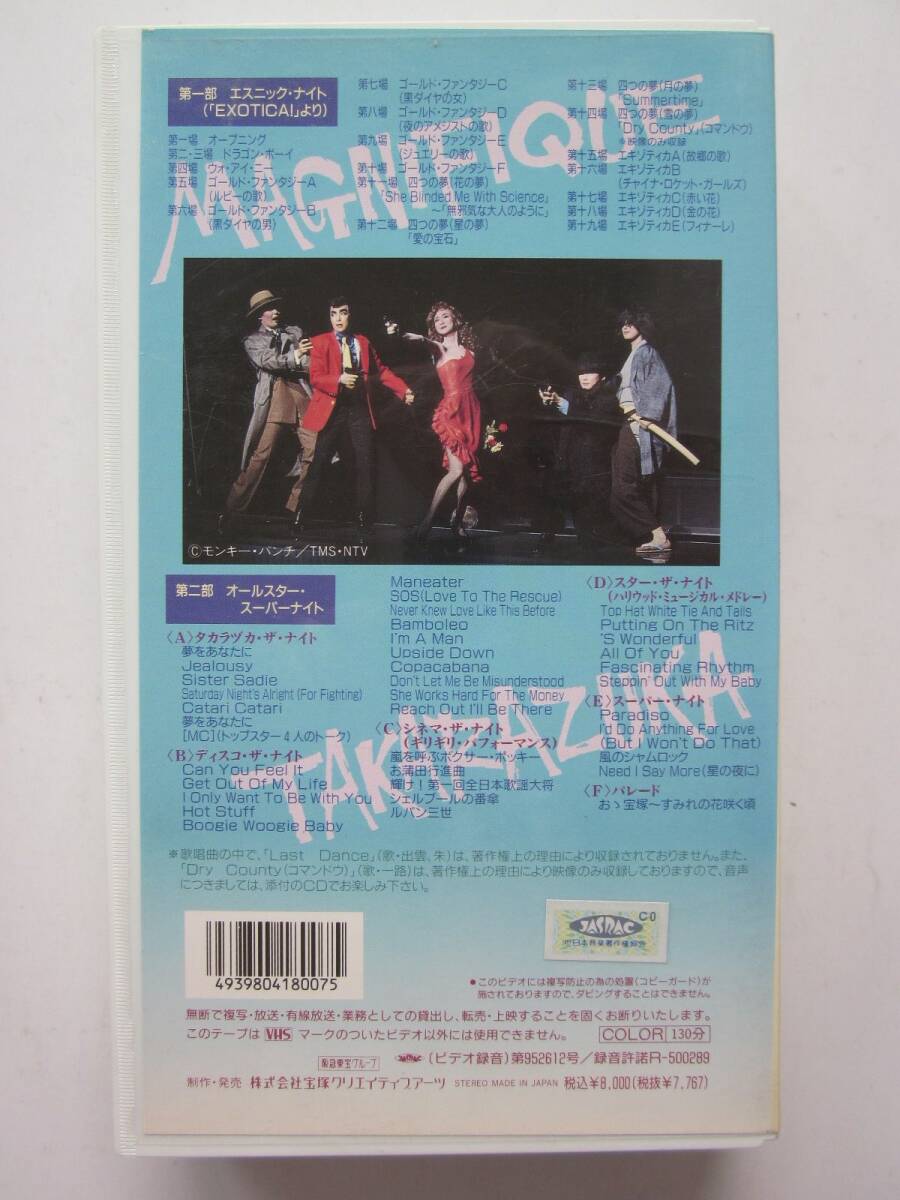 MAGNIFIQUE
TAKARAZUKA
第一部 エスニック・ナイト
(「EXOTICA!」より)
第一場 オープニング
第二・三場 ドラゴン・ボーイ
第四場 ウォ・アイ・ニー
第五場 ゴールド・ファンタジーA
(ルビーの歌)
第六場 ゴールド・ファンタジーB
(黒ダイヤの男)
第七場 ゴールド・ファンタジーC
(黒ダイヤの女)
第八場 ゴールド・ファンタジーD
(夜のアメジストの歌)
第九場 ゴールド・ファンタジーE
(ジュエリーの歌)
第十場 ゴールド・ファンタジーF
第十一場 四つの夢(花の夢)
「She Blinded Me With Science」
〜「無邪気な大人のように」
第十二場 四つの夢(星の夢)
「愛の宝石」
第十三場 四つの夢(月の夢)
「Summertime」
第十四場 四つの夢(雪の夢)
「Dry County」(コマンドウ)
※映像のみ収録
第十五場 エキゾティカA(故郷の歌)
第十六場 エキゾティカB
(チャイナ・ロケット・ガールズ)
第十七場 エキゾティカC(赤い花)
第十八場 エキゾティカD(金の花)
第十九場 エキゾティカE(フィナーレ)
Ⓒモンキー・パンチ/TMS・NTV
第二部 オールスター・
スーパーナイト
〈A〉タカラヅカ・ザ・ナイト
夢をあなたに
Jealousy
Sister Sadie
Saturday Night's Alright (For Fighting)
Catari Catari
夢をあなたに
[MC](トップスター4人のトーク)
〈B〉ディスコ・ザ・ナイト
Can You Feel It
Get Out Of My Life
I Only Want To Be With You
Hot Stuff
Boogie Woogie Baby
Maneater
SOS(Love To The Rescue)
Never Knew Love Like This Before
Bamboleo
I'm A Man
Upside Down
Copacabana
Don't Let Me Be Misunderstood
She Works Hard For The Money
Reach Out I'll Be There
〈C〉シネマ・ザ・ナイト
(ギリギリ・パフォーマンス)
嵐を呼ぶボクサー・ポッキー
お蒲田行進曲
輝け!第一回全日本歌謡大将
シェルブールの番傘
ルパン三世
〈D〉スター・ザ・ナイト
(ハリウッド・ミュージカル・メドレー)
Top Hat White Tie And Tails
Putting On The Ritz
'S Wonderful
All Of You
Fascinating Rhythm
Steppin' Out With My Baby
〈E〉スーパー・ナイト
Paradiso
I'd Do Anything For Love
(But I Won't Do That)
風のシャムロック
Need I Say More(星の夜に)
〈F〉パレード
おゝ宝塚〜すみれの花咲く頃
※歌唱曲の中で、「Last Dance」(歌・出雲、朱)は、著作権上の理由により収録されておりません。また、
「Dry County(コマンドウ)」(歌・一路)は、著作権上の理由により映像のみ収録しておりますので、音声
につきましては、添付のCDでお楽しみ下さい。
4939804180075
JASRAC
C-0
㈳日本音楽著作権協会
●このビデオには複写防止の為の処置(コピーガード)が
施されておりますので、ダビングすることはできません。
無断で複写・放送・有線放送・業務としての貸出し、転売・上映することを固くお断りいたします。
このテープは VHS マークのついたビデオ以外には使用できません。 COLOR 130分
阪急東宝グループ JASRAC (ビデオ録音)第952612号/録音許諾R-500289
制作・発売 株式会社宝塚クリエイティブアーツ STEREO MADE IN JAPAN 税込¥8,000(税抜¥7,767)